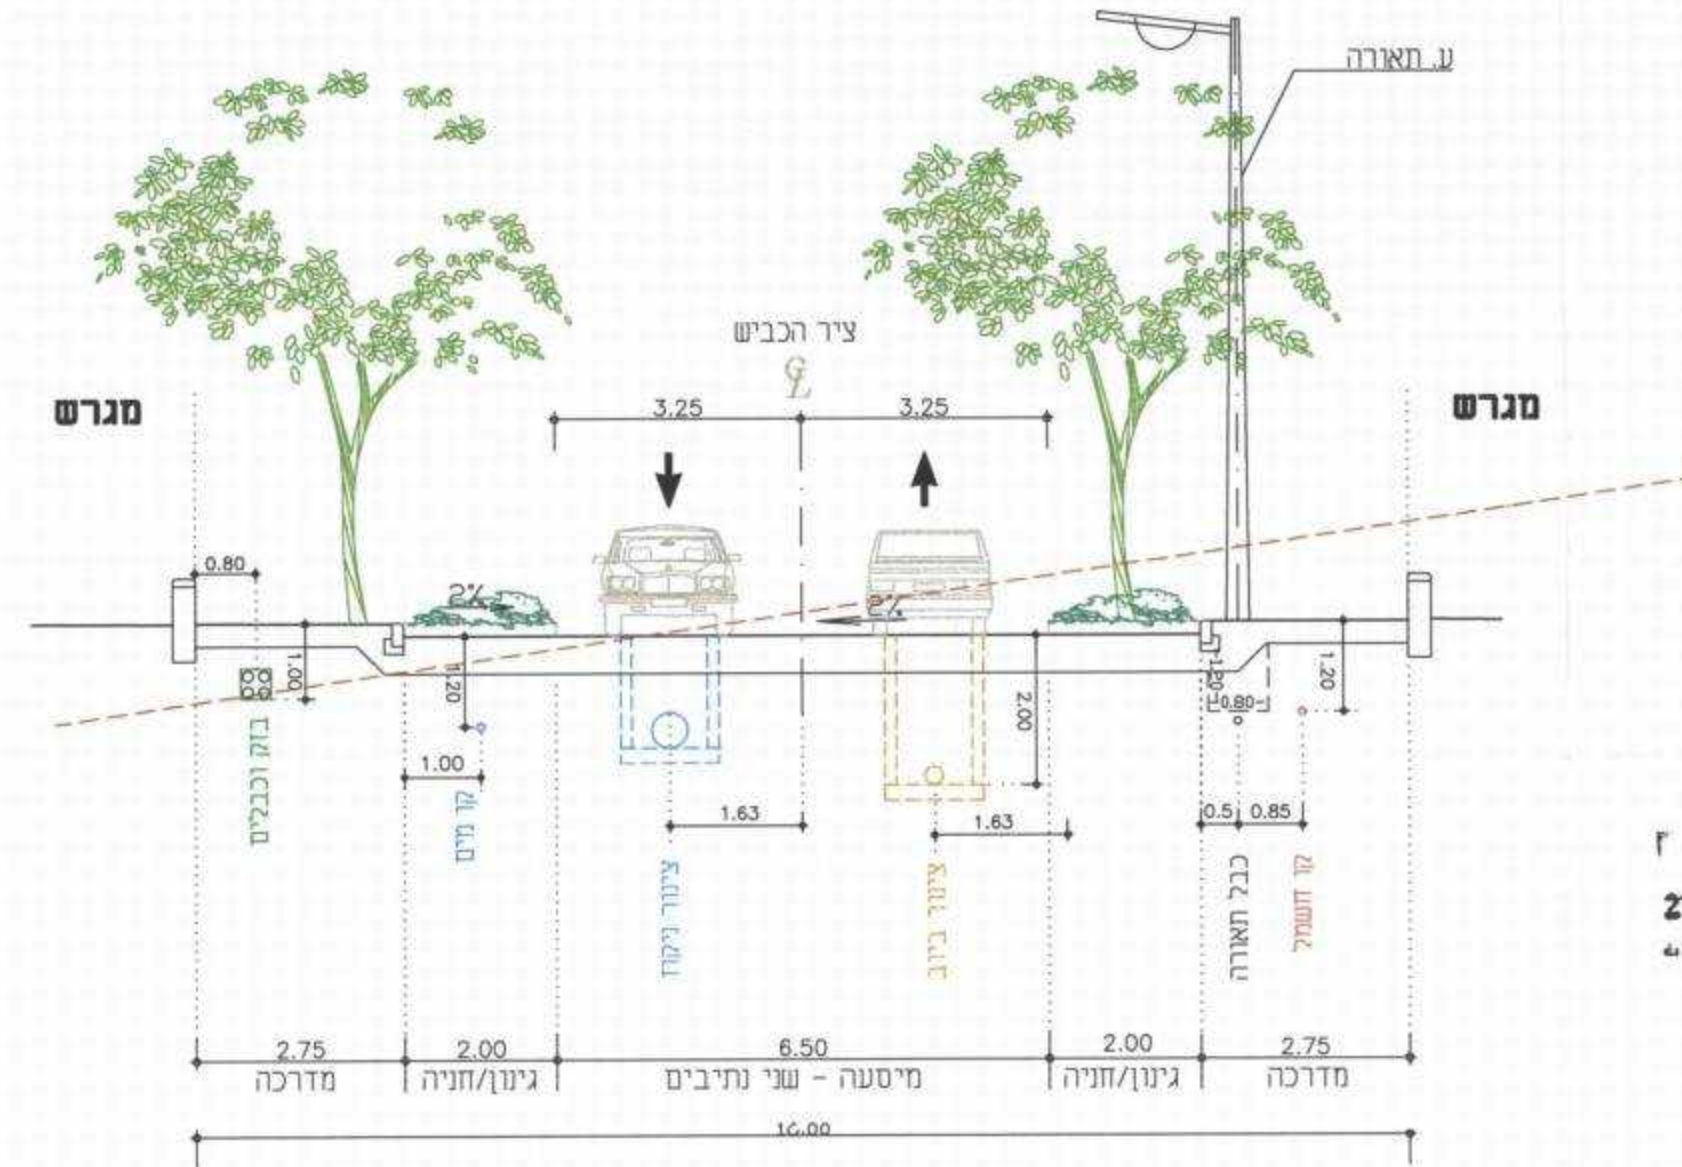 ע. תאורה
ציר הכביש
3.25
3.25
מגרש
מגרש
0.80
2%
2%
1.00
1.20
2.00
1.20
0.80
1.20
1.00
1.63
1.63
0.5
0.85
בזק וכבלים
קו מים
צינור ניקוז
צינור ביוב
כבל תאורה
קו חשמל
2.75
2.00
6.50
2.00
2.75
מדרכה
גינון/חניה
מיסעה - שני נתיבים
גינון/חניה
מדרכה
16.00